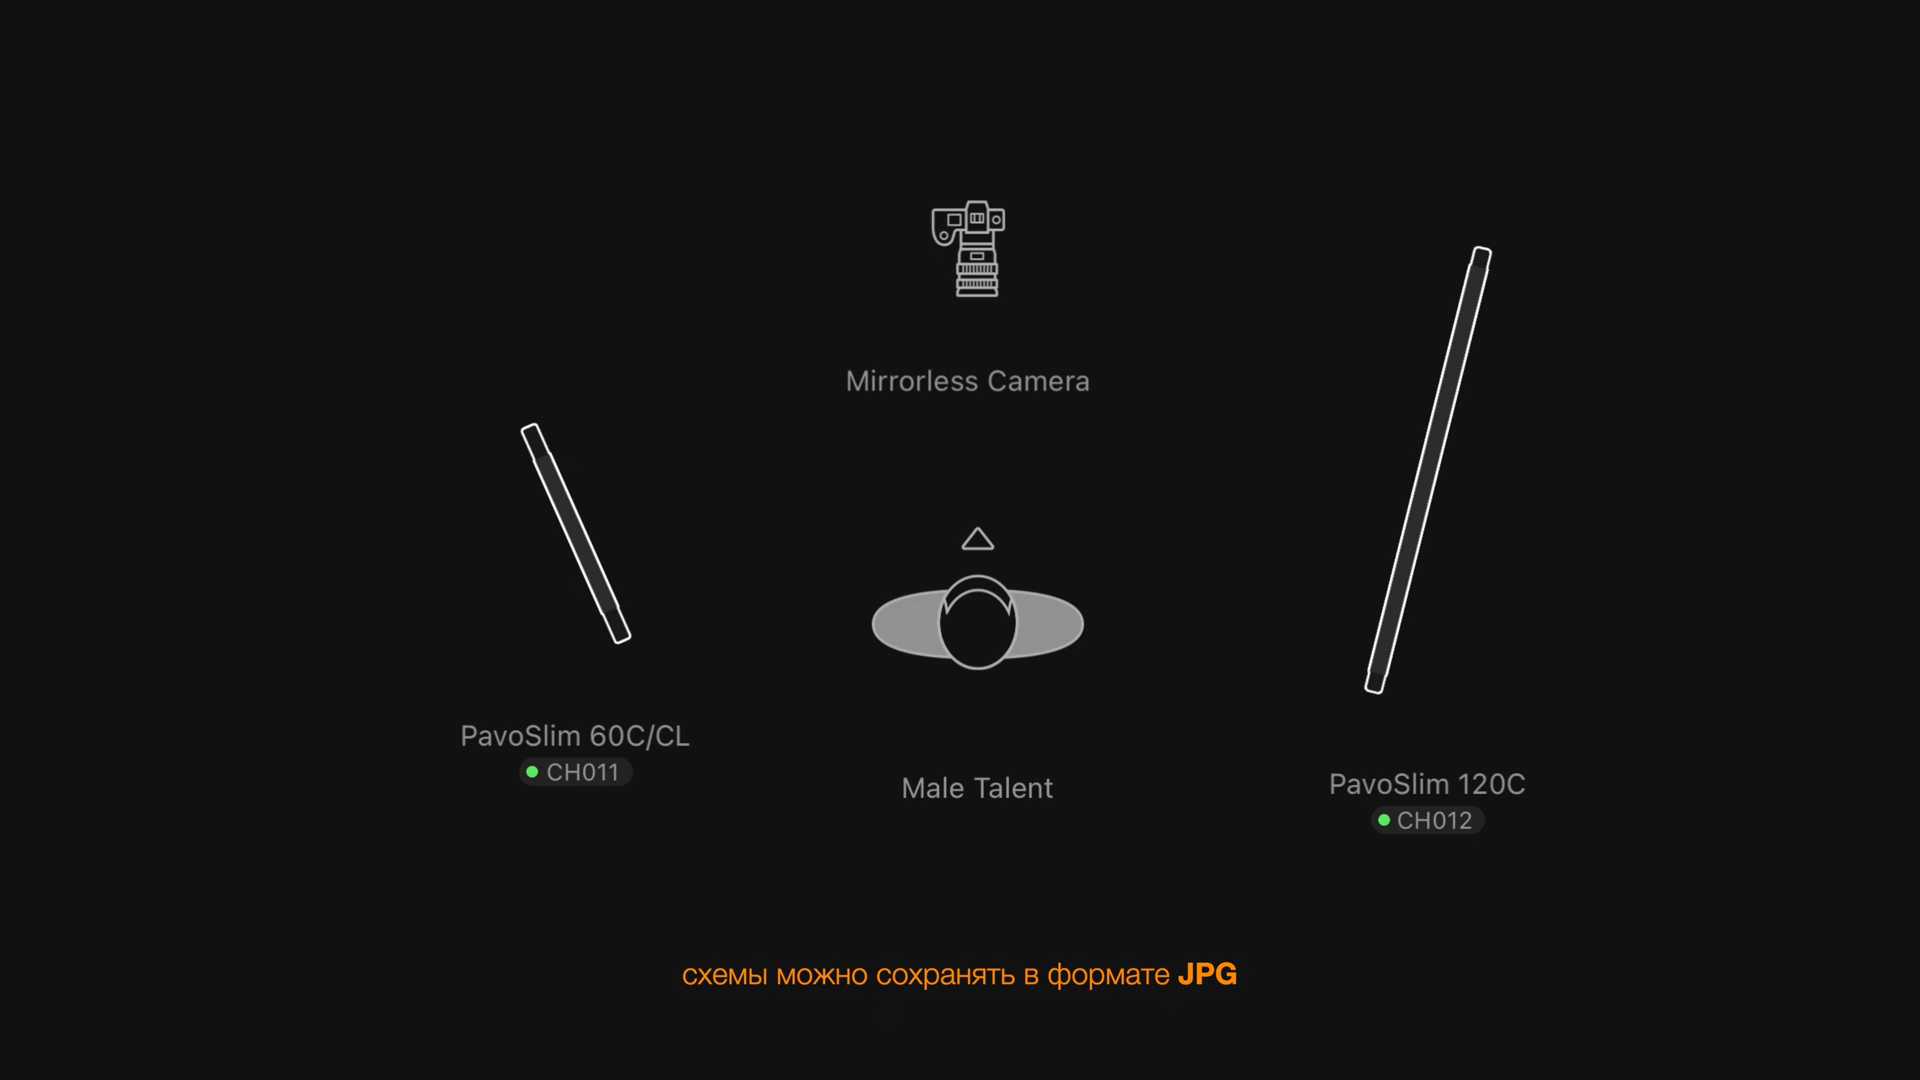 Mirrorless Camera
PavoSlim 60C/CL
CH011
Male Talent
PavoSlim 120C
CH012
схемы можно сохранять в формате JPG